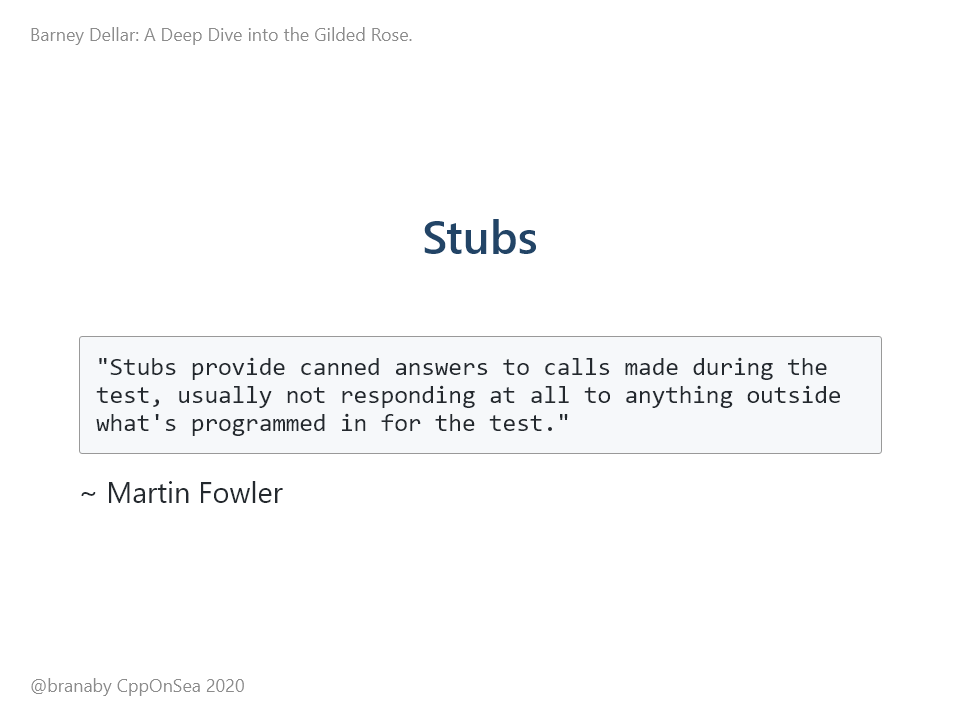 Barney Dellar: A Deep Dive into the Gilded Rose.
Stubs
"Stubs provide canned answers to calls made during the
test, usually not responding at all to anything outside
what's programmed in for the test."
~ Martin Fowler
@branaby CppOnSea 2020